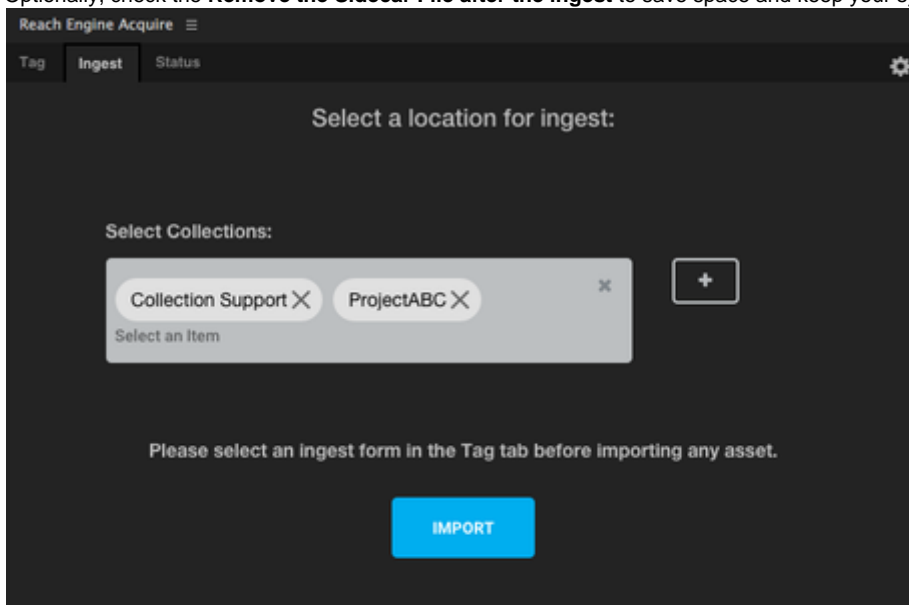 Optionally, check the Remove the Sidecar File after the Ingest to save space and keep your
Reach Engine Acquire
Tag Ingest Status
Select a location for ingest:
Select Collections:
Collection Support ProjectABC
Select an Item
Please select an ingest form in the Tag tab before importing any asset.
IMPORT